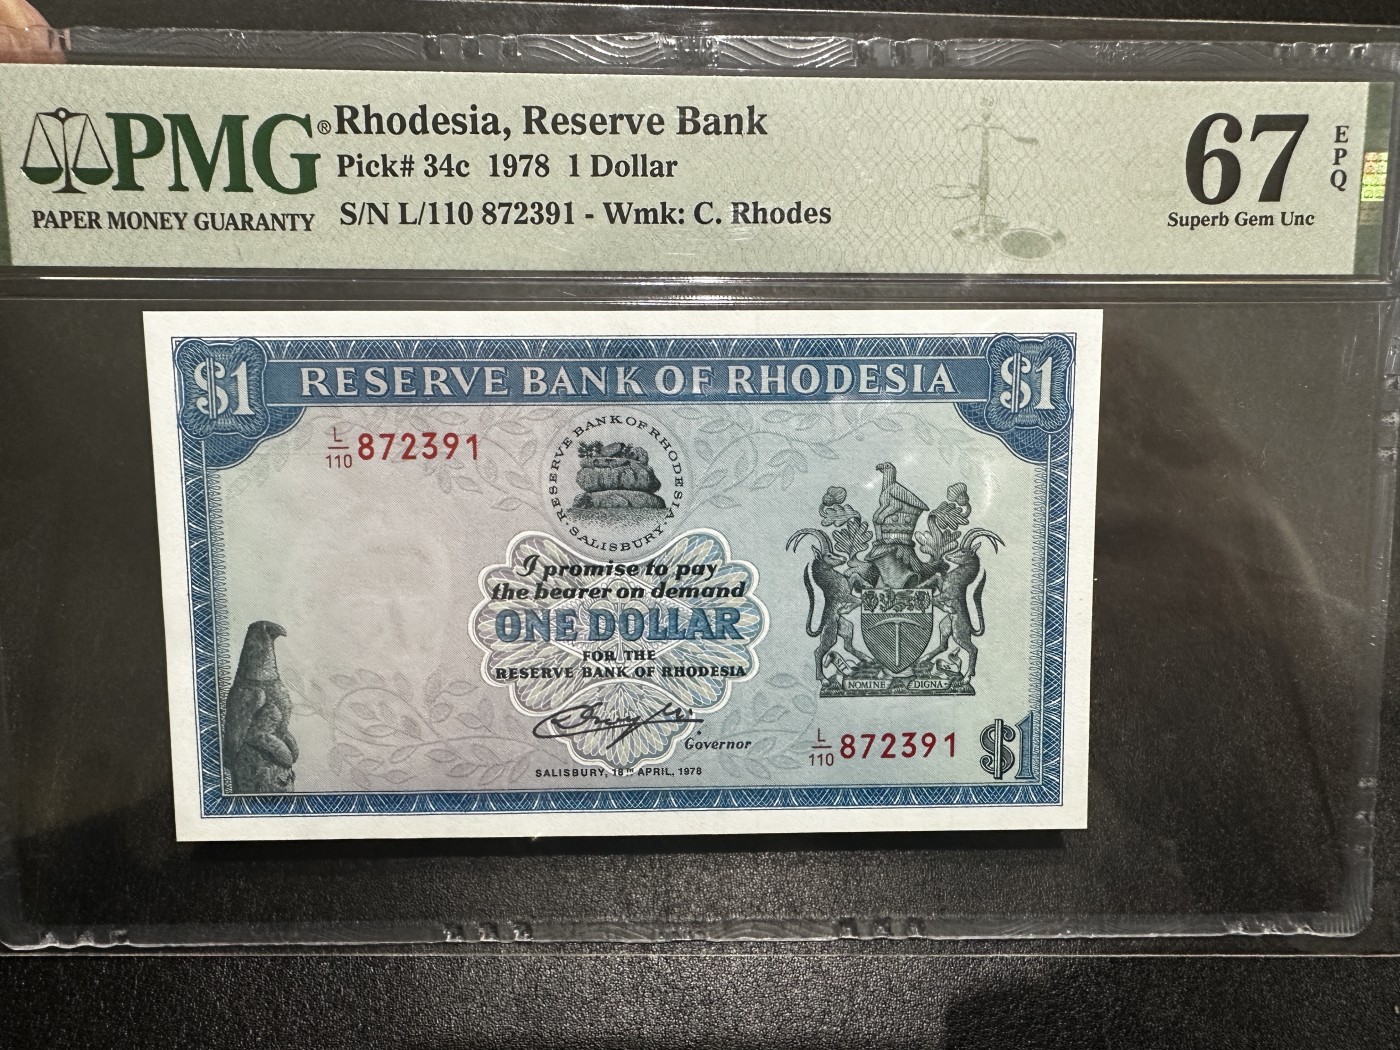 PMG®
PAPER MONEY GUARANTY
Rhodesia, Reserve Bank
Pick# 34c 1978 1 Dollar
S/N L/110 872391 - Wmk: C. Rhodes
67
EPQ
Superb Gem Unc
$1 RESERVE BANK OF RHODESIA $1
L/110 872391
RESERVE BANK OF RHODESIA · SALISBURY ·
I promise to pay
the bearer on demand
ONE DOLLAR
FOR THE
RESERVE BANK OF RHODESIA
Governor
SALISBURY, 18TH APRIL, 1978
NOMINE DIGNA
L/110 872391 $1